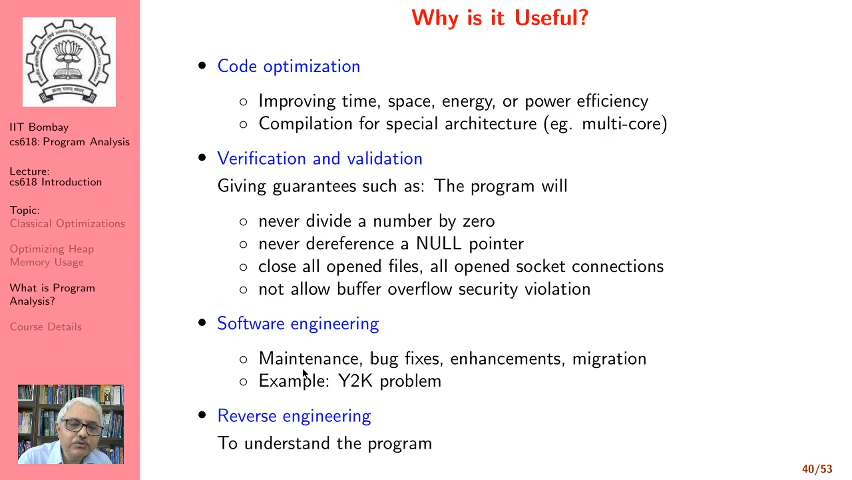 Why is it Useful?
IIT Bombay
cs618: Program Analysis
Lecture:
cs618 Introduction
Topic:
Classical Optimizations
Optimizing Heap
Memory Usage
What is Program
Analysis?
Course Details
• Code optimization
◦ Improving time, space, energy, or power efficiency
◦ Compilation for special architecture (eg. multi-core)
• Verification and validation
Giving guarantees such as: The program will
◦ never divide a number by zero
◦ never dereference a NULL pointer
◦ close all opened files, all opened socket connections
◦ not allow buffer overflow security violation
• Software engineering
◦ Maintenance, bug fixes, enhancements, migration
◦ Example: Y2K problem
• Reverse engineering
To understand the program
40/53